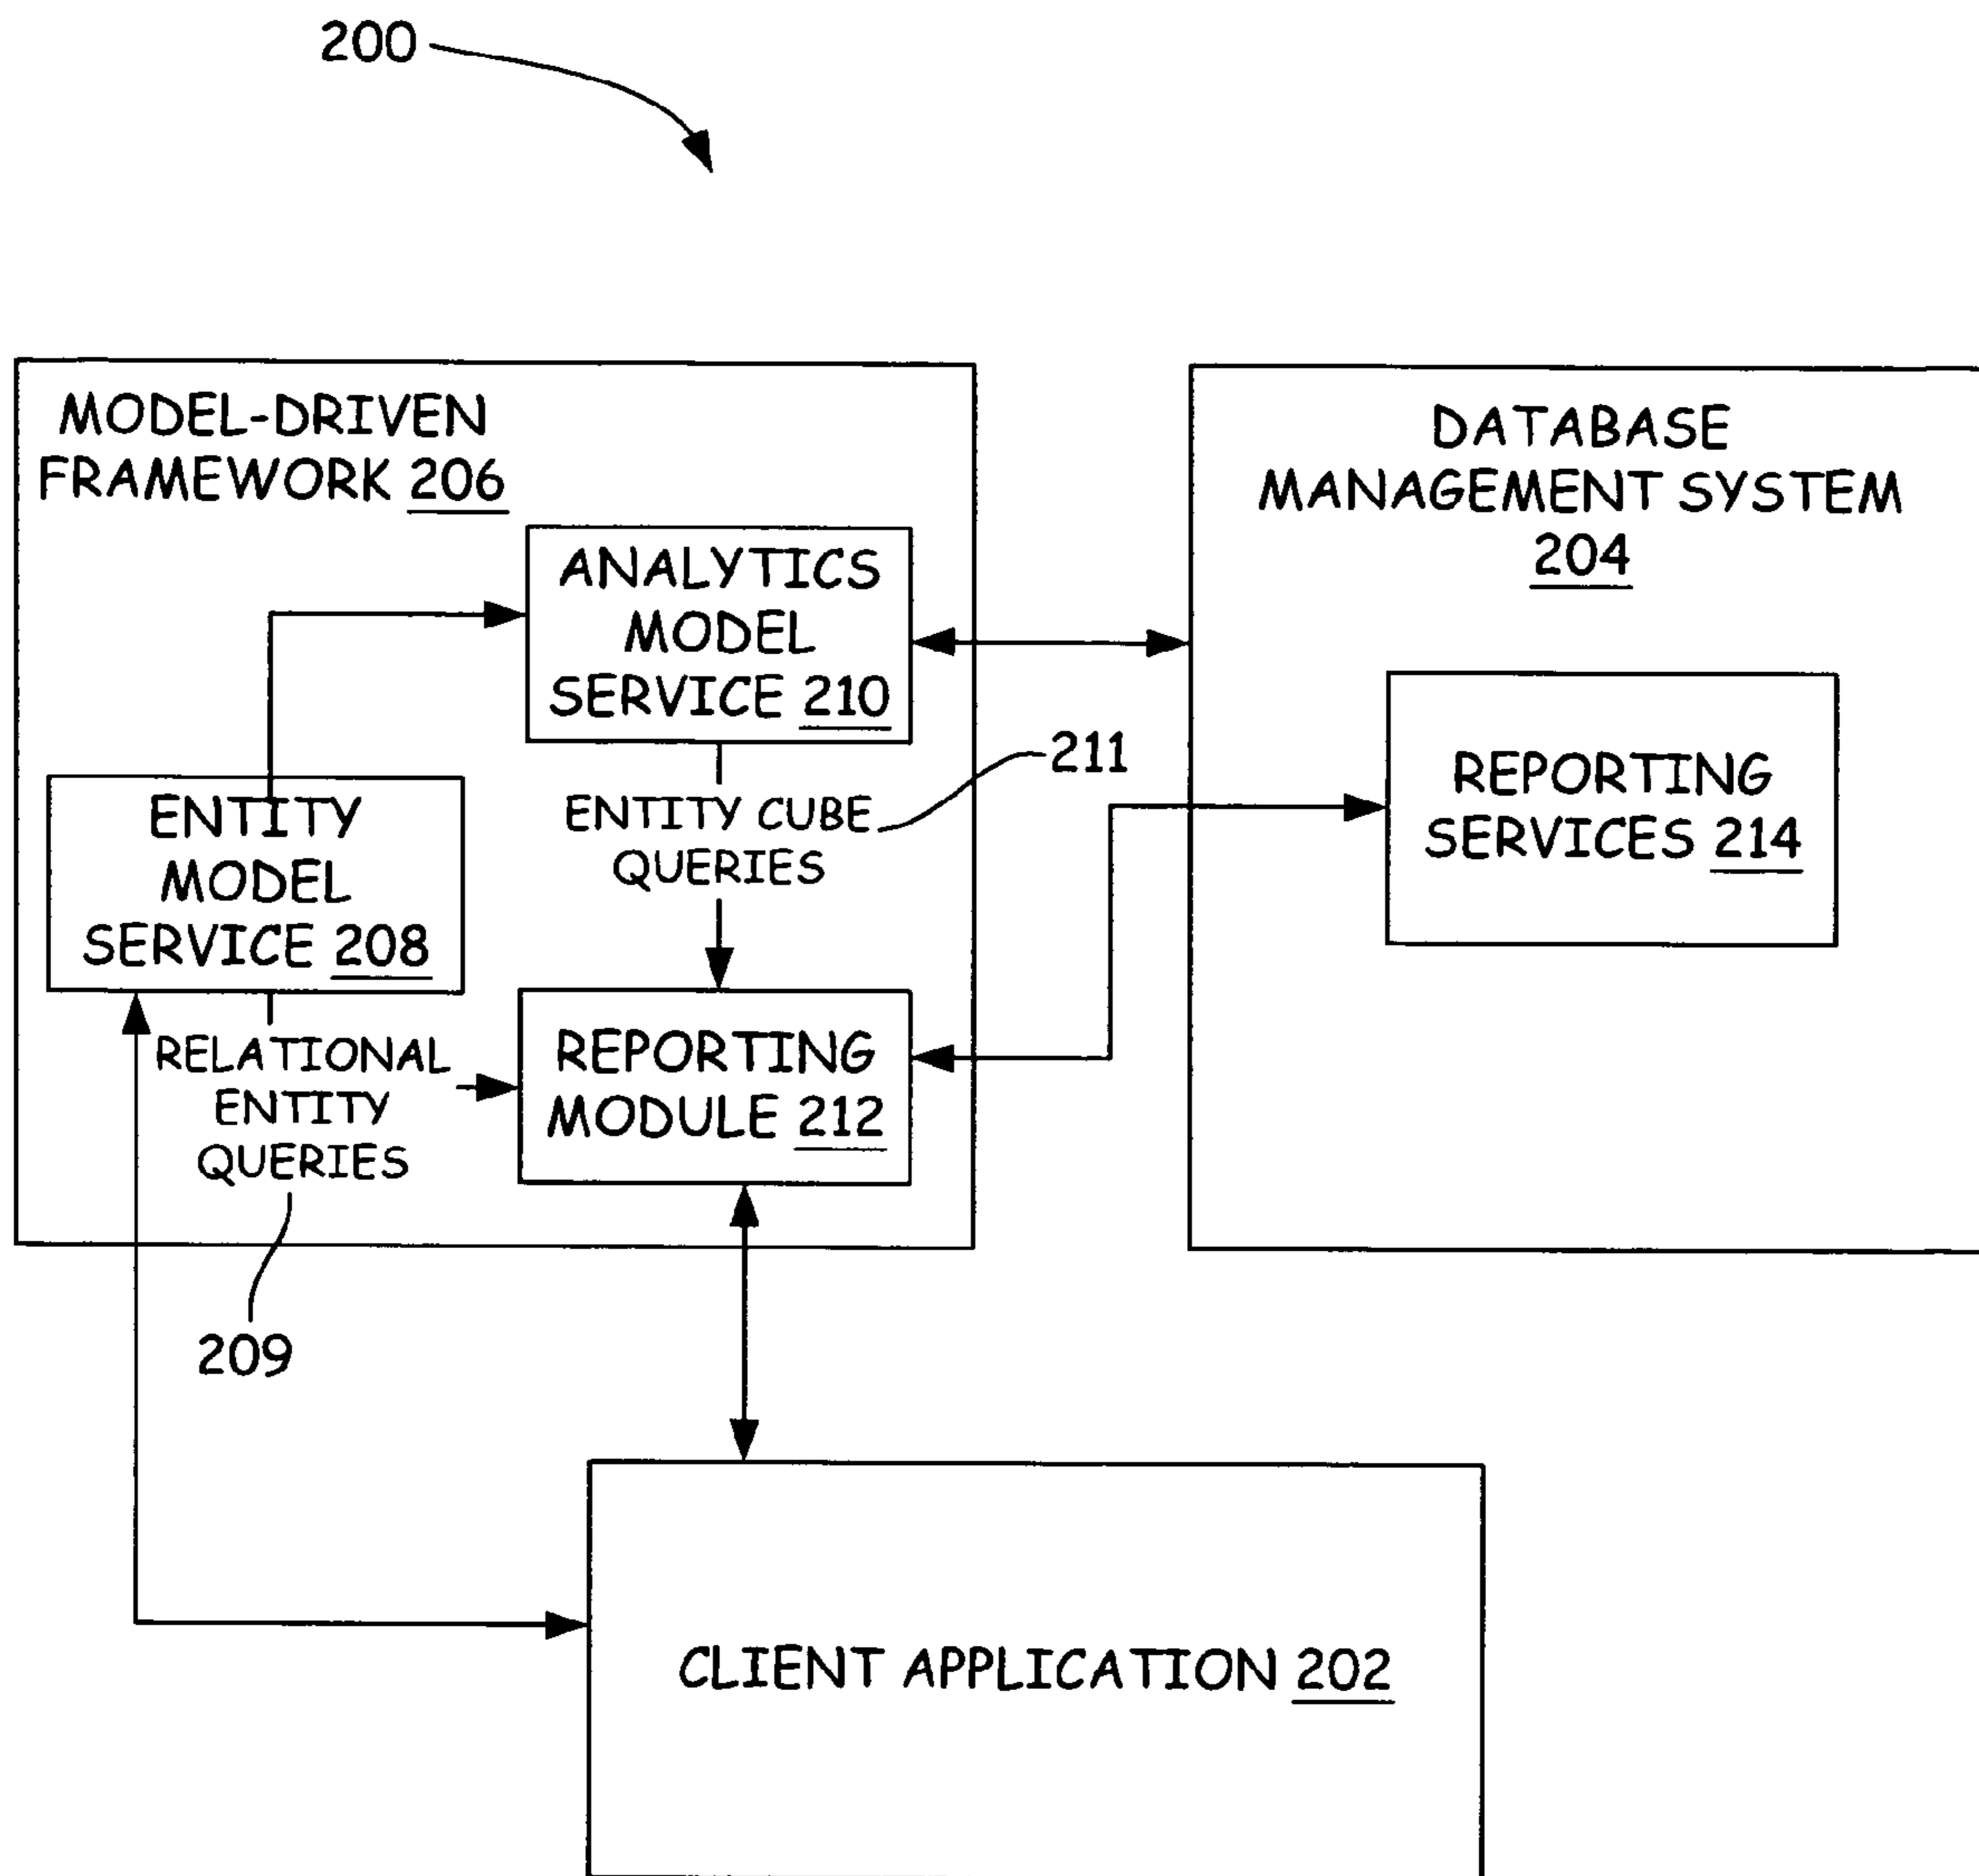 200
MODEL-DRIVEN
FRAMEWORK 206
DATABASE
MANAGEMENT SYSTEM
204
ANALYTICS
MODEL
SERVICE 210
211
ENTITY CUBE
QUERIES
REPORTING
SERVICES 214
ENTITY
MODEL
SERVICE 208
RELATIONAL
ENTITY
QUERIES
REPORTING
MODULE 212
209
CLIENT APPLICATION 202